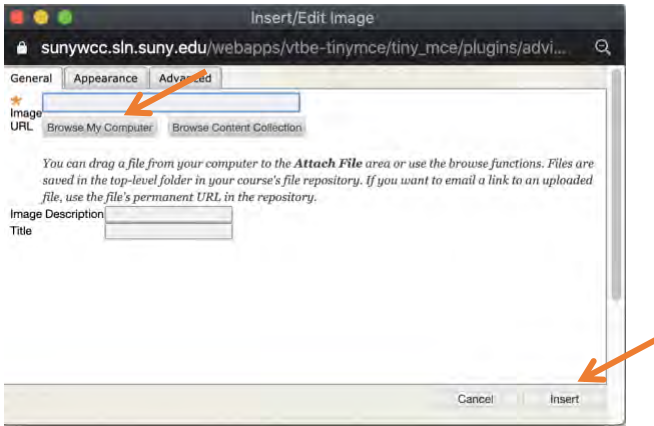 Insert/Edit Image
sunywcc.sln.suny.edu/webapps/vtbe-tinymce/tiny_mce/plugins/advi...
General Appearance Advanced
* Image URL
Browse My Computer Browse Content Collection
You can drag a file from your computer to the Attach File area or use the browse functions. Files are
saved in the top-level folder in your course's file repository. If you want to email a link to an uploaded
file, use the file's permanent URL in the repository.
Image Description
Title
Cancel Insert